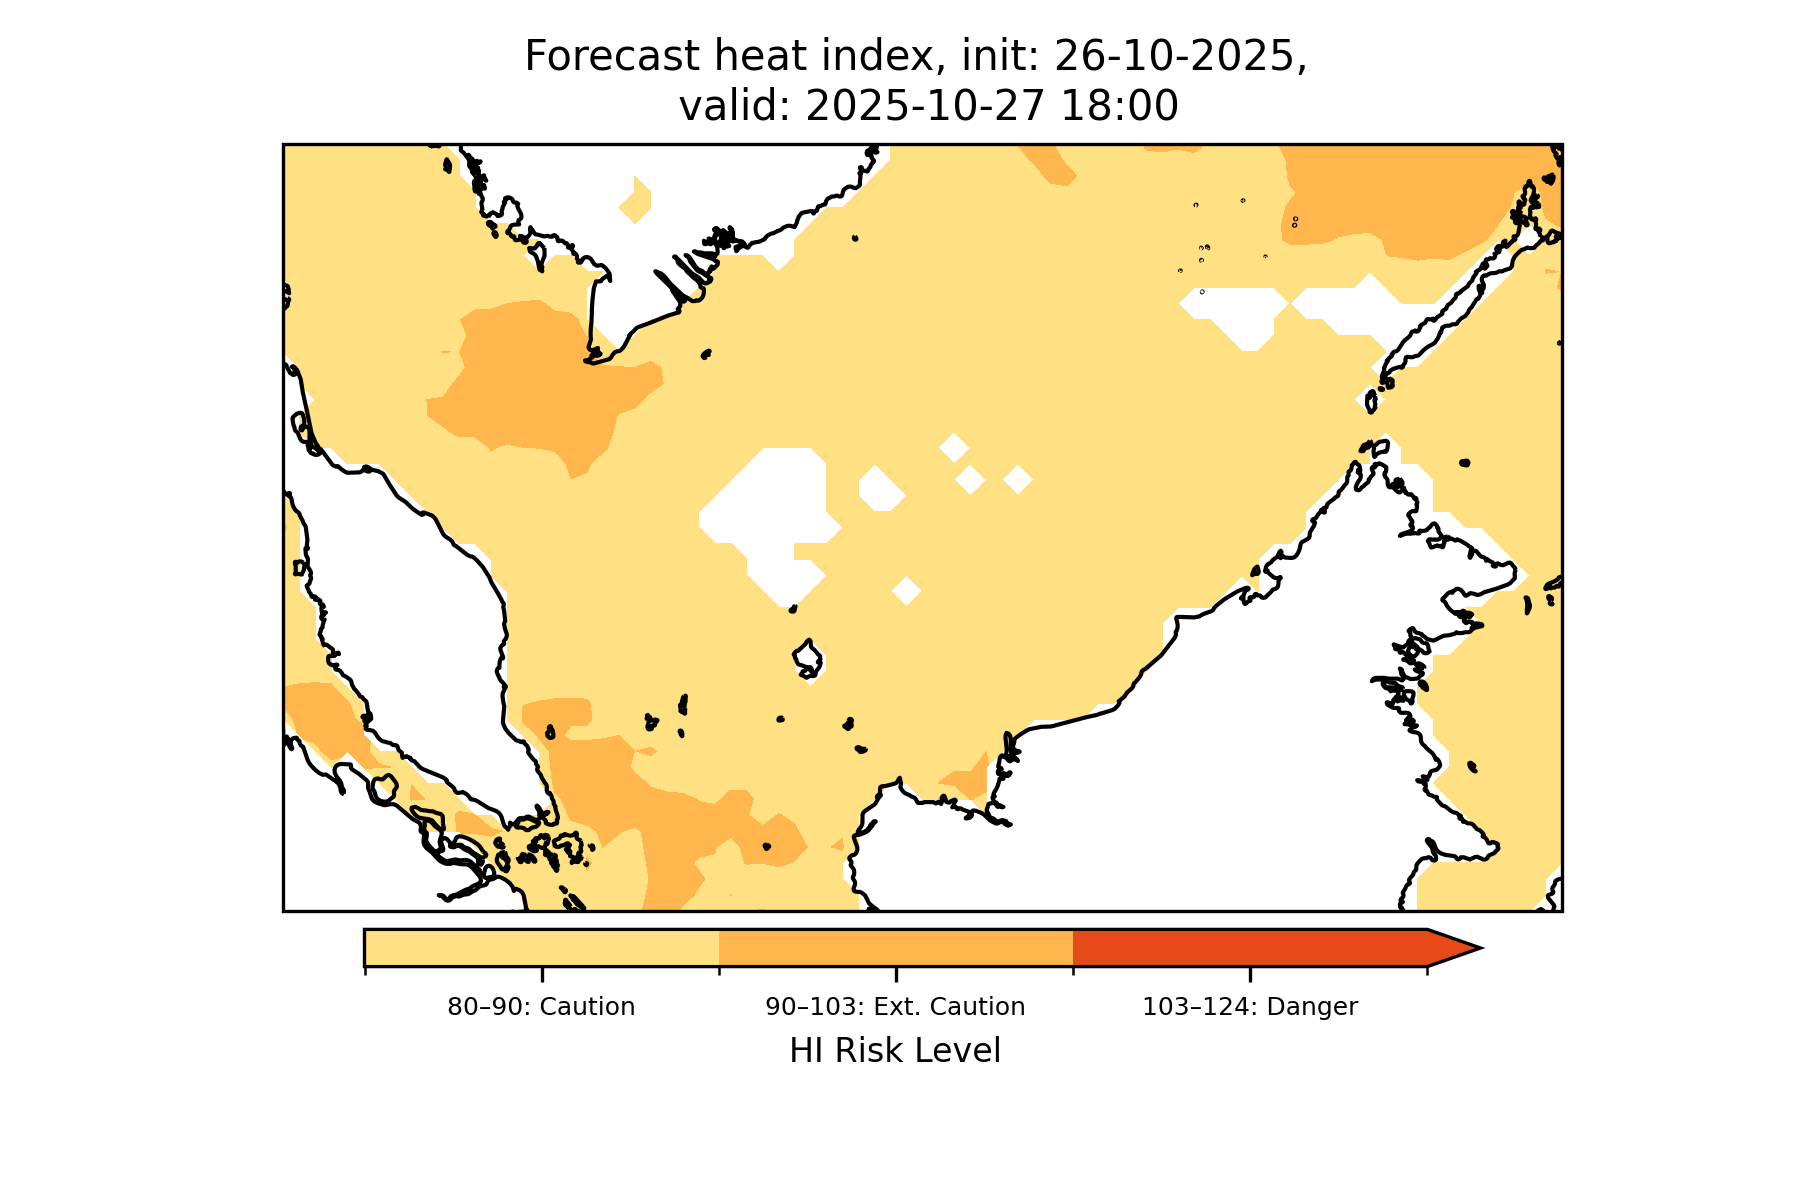 Forecast heat index, init: 26-10-2025,
valid: 2025-10-27 18:00
80–90: Caution
90–103: Ext. Caution
103–124: Danger
HI Risk Level